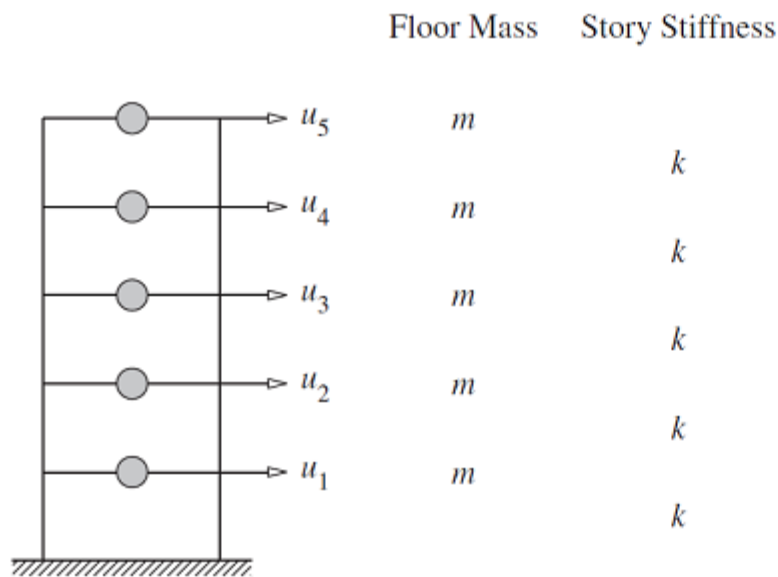 Floor Mass Story Stiffness
u5 m
k
u4 m
k
u3 m
k
u2 m
k
u1 m
k